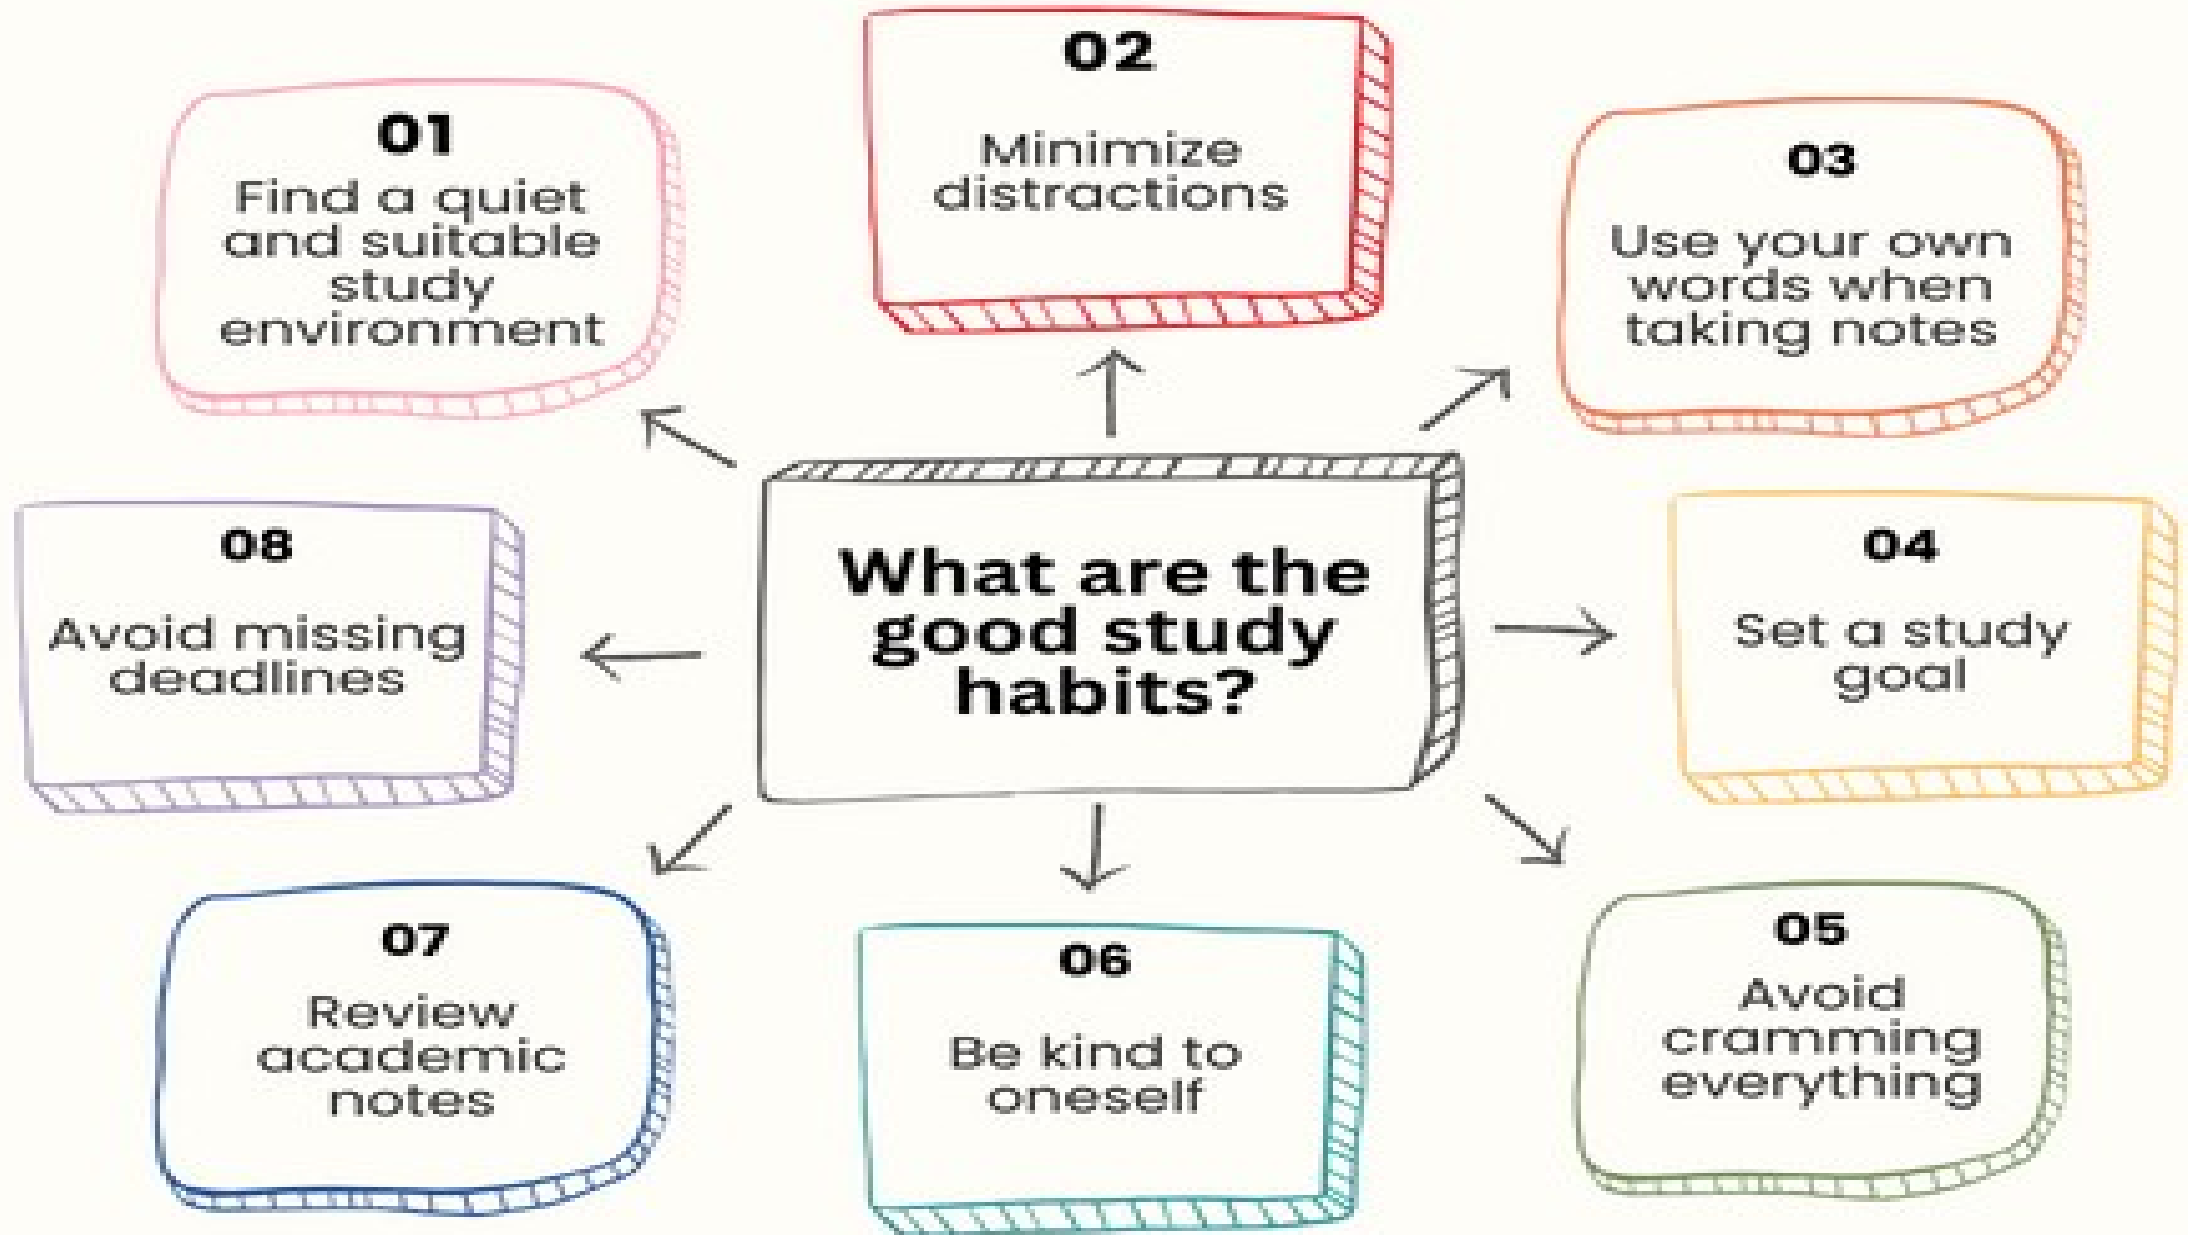 01
Find a quiet
and suitable
study
environment
02
Minimize
distractions
03
Use your own
words when
taking notes
What are the
good study
habits?
04
Set a study
goal
05
Avoid
cramming
everything
06
Be kind to
oneself
07
Review
academic
notes
08
Avoid missing
deadlines